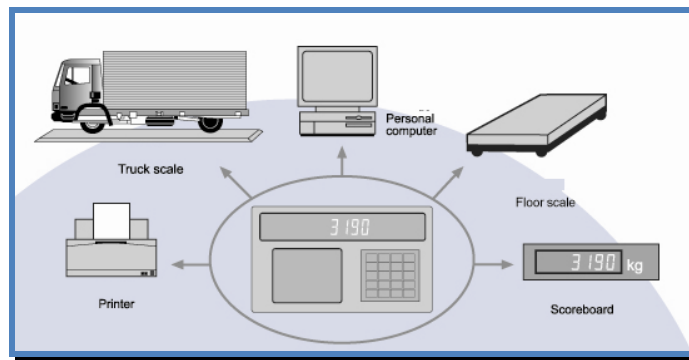 Personal
computer
Truck scale
Floor scale
3190
3190 kg
Printer
Scoreboard